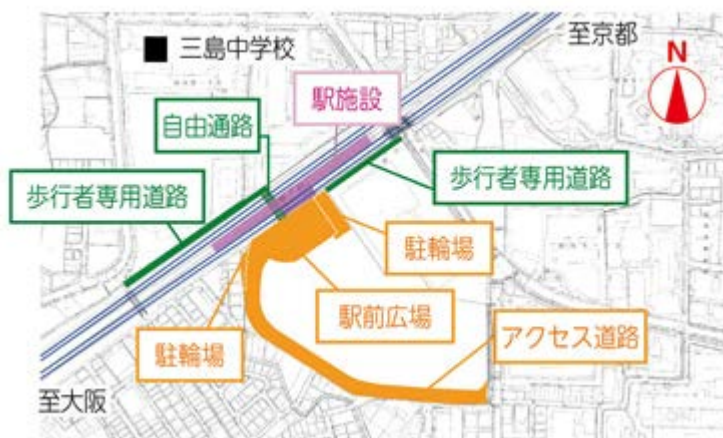 至京都
三島中学校
N
駅施設
自由通路
歩行者専用道路
歩行者専用道路
駐輪場
駅前広場
アクセス道路
駐輪場
至大阪